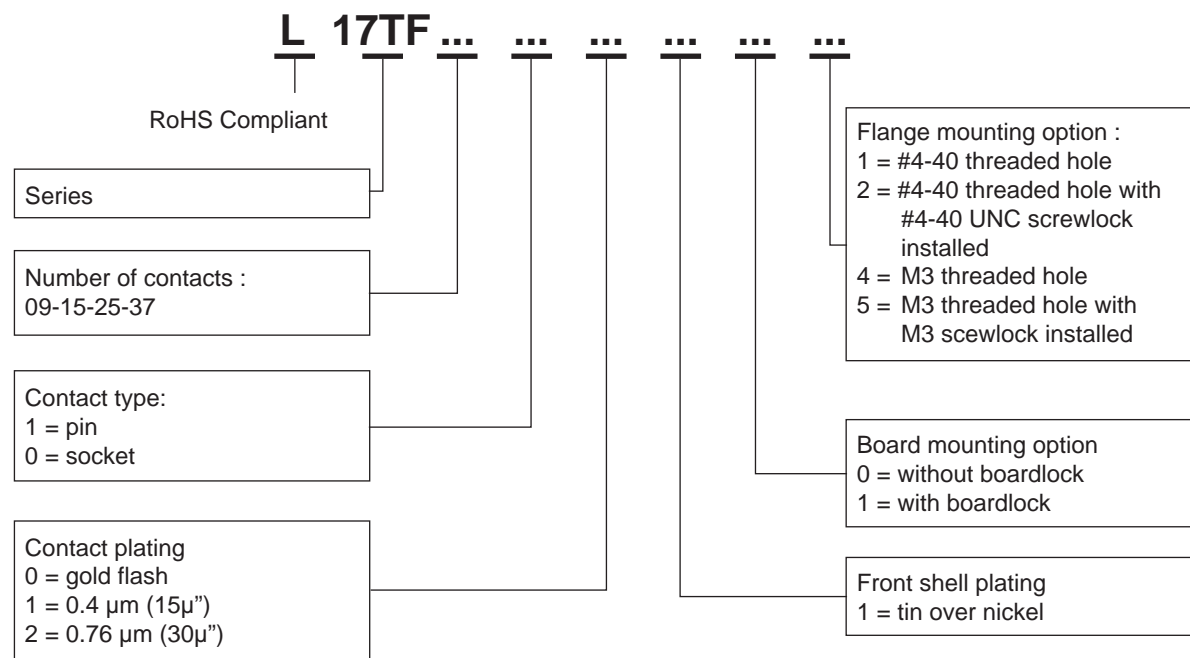 L 17TF ... ... ... ... ... ...
RoHS Compliant
Series
Number of contacts :
09-15-25-37
Contact type:
1 = pin
0 = socket
Contact plating
0 = gold flash
1 = 0.4 µm (15µ”)
2 = 0.76 µm (30µ”)
Flange mounting option :
1 = #4-40 threaded hole
2 = #4-40 threaded hole with
#4-40 UNC screwlock
installed
4 = M3 threaded hole
5 = M3 threaded hole with
M3 scewlock installed
Board mounting option
0 = without boardlock
1 = with boardlock
Front shell plating
1 = tin over nickel